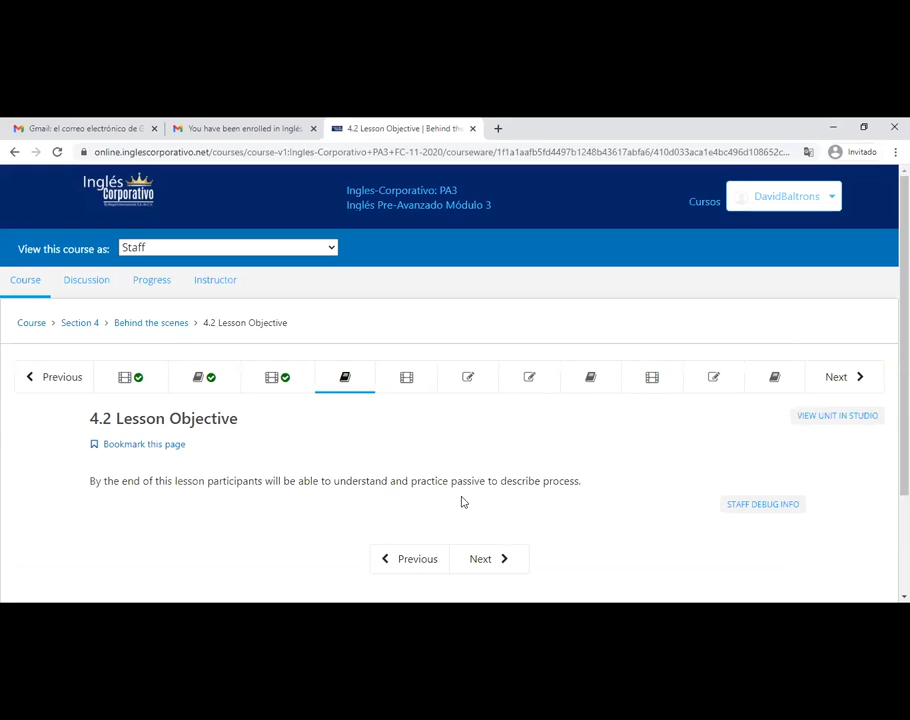 Gmail: el correo electrónico de G
You have been enrolled in Inglés
4.2 Lesson Objective | Behind the
online.inglescorporativo.net/courses/course-v1:Ingles-Corporativo+PA3+FC-11-2020/courseware/1f1a1aafb5fd4497b1248b43617abfa6/410d033aca1e4bc496d108652c...
Invitado
Inglés
Corporativo
Ingles-Corporativo: PA3
Inglés Pre-Avanzado Módulo 3
Cursos
DavidBaltrons
View this course as:
Staff
Course
Discussion
Progress
Instructor
Course > Section 4 > Behind the scenes > 4.2 Lesson Objective
Previous
Next
4.2 Lesson Objective
VIEW UNIT IN STUDIO
Bookmark this page
By the end of this lesson participants will be able to understand and practice passive to describe process.
STAFF DEBUG INFO
Previous
Next